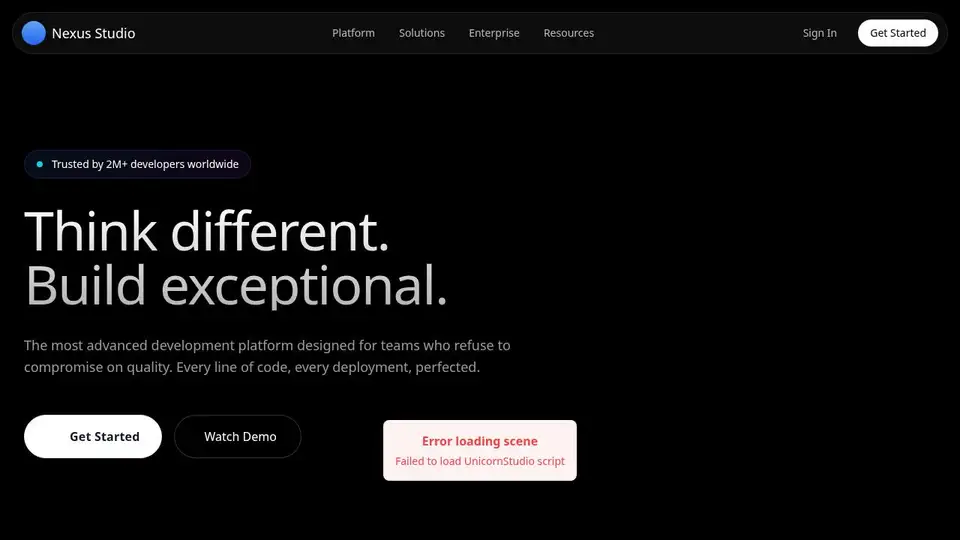 Nexus Studio
Platform
Solutions
Enterprise
Resources
Sign In
Get Started
Trusted by 2M+ developers worldwide
Think different.
Build exceptional.
The most advanced development platform designed for teams who refuse to
compromise on quality. Every line of code, every deployment, perfected.
Get Started
Watch Demo
Error loading scene
Failed to load UnicornStudio script